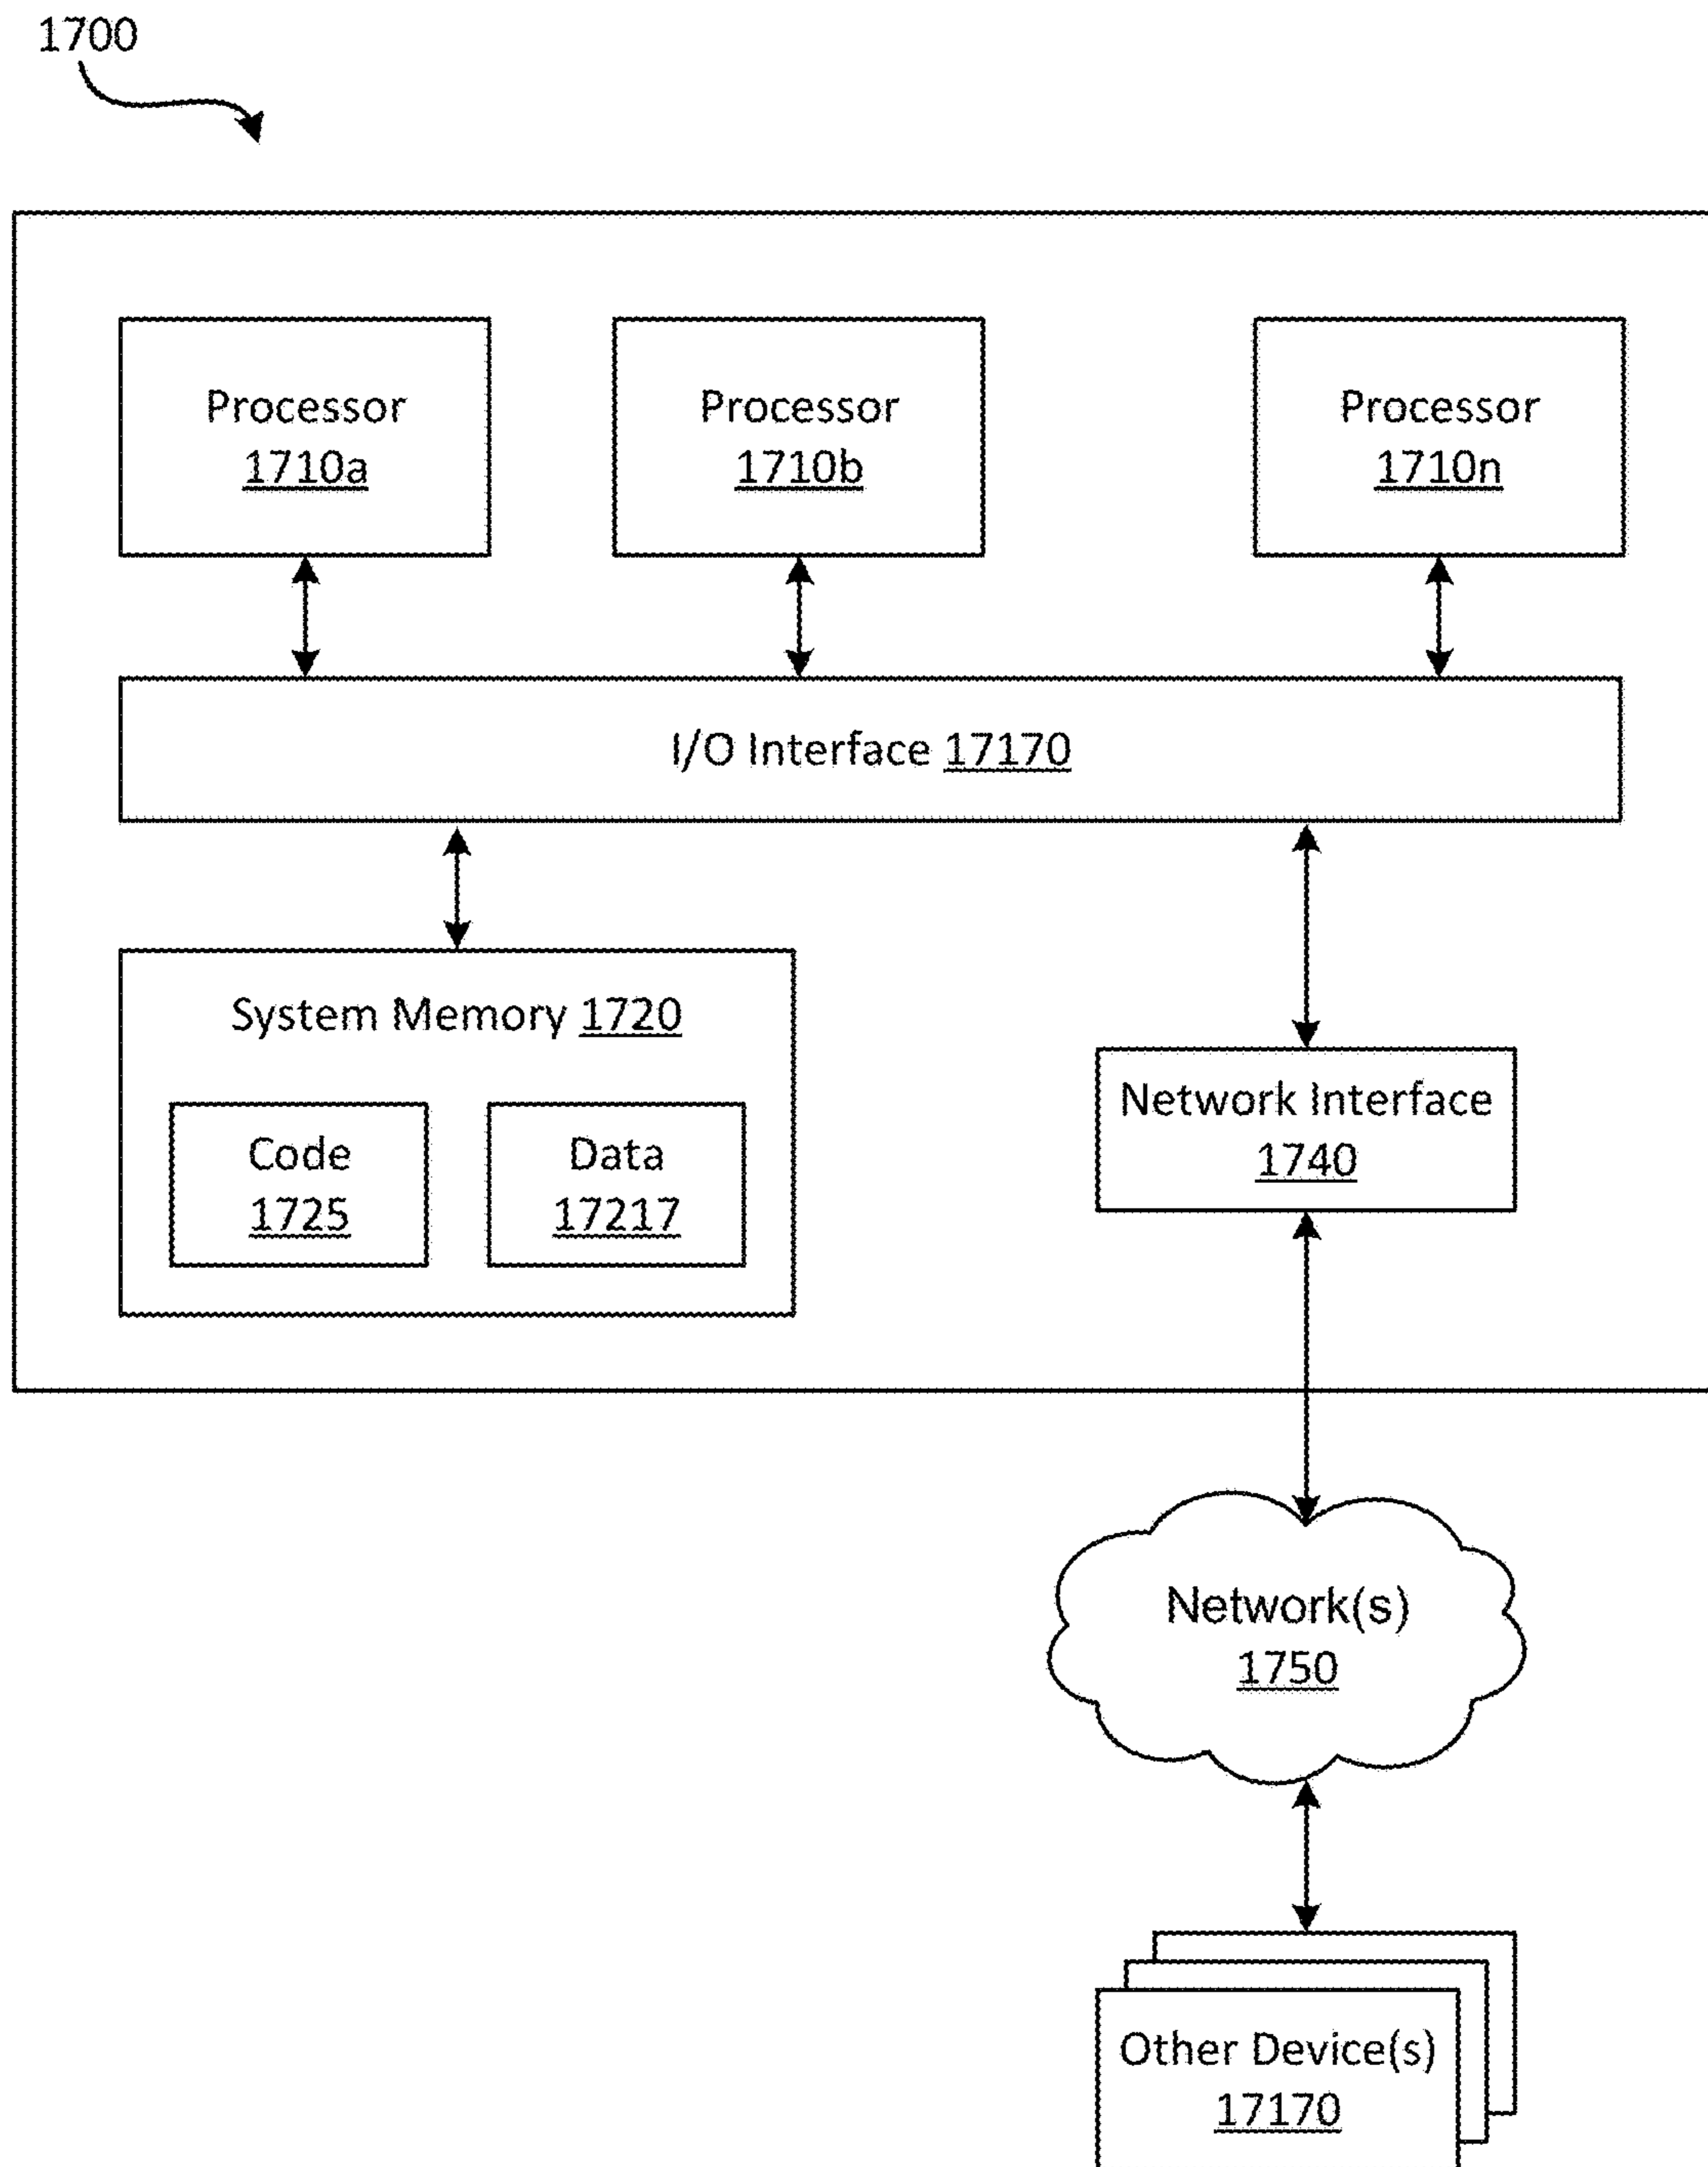 1700
Processor
1710a
Processor
1710b
Processor
1710n
I/O Interface 17170
System Memory 1720
Code
1725
Data
17217
Network Interface
1740
Network(s)
1750
Other Device(s)
17170